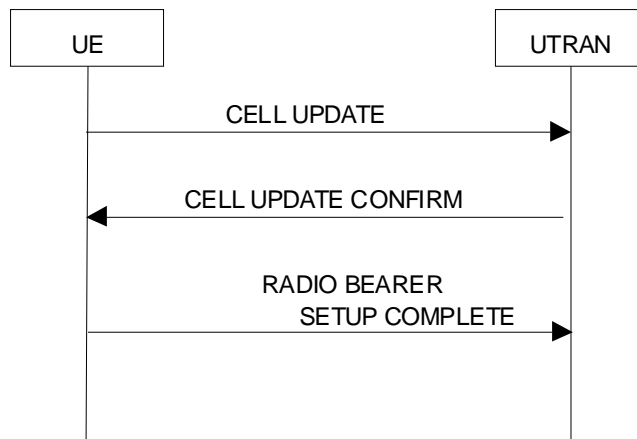 UE
UTRAN
CELL UPDATE
CELL UPDATE CONFIRM
RADIO BEARER
SETUP COMPLETE